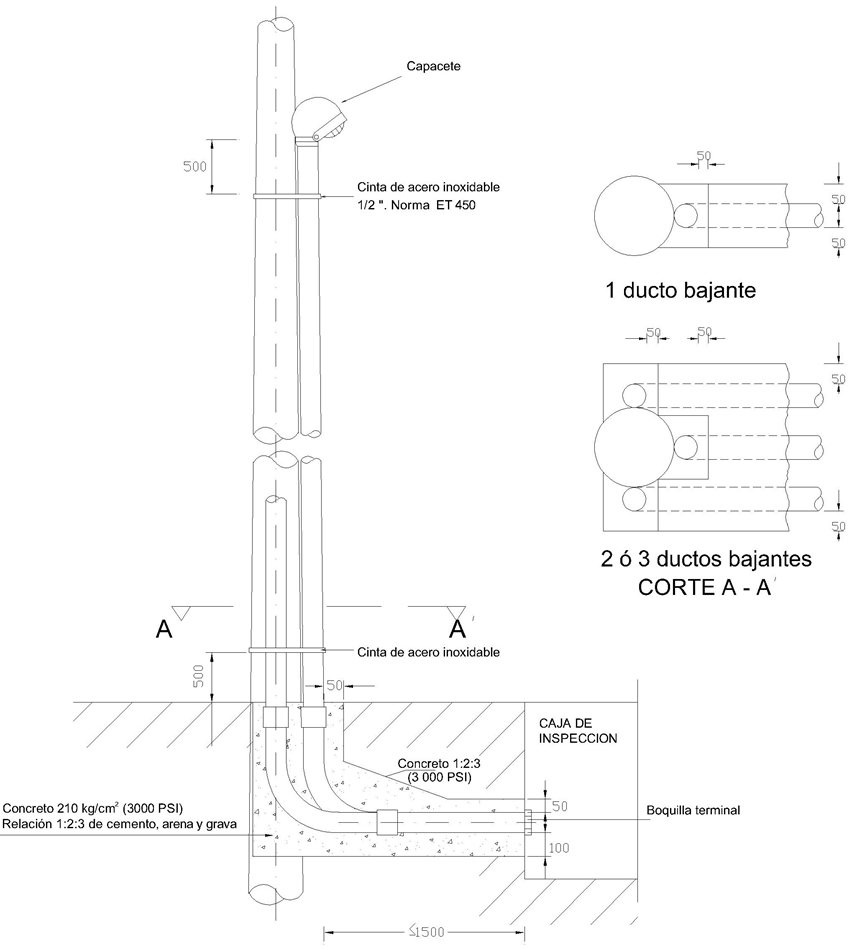 Capacete
500
Cinta de acero inoxidable
1/2 ". Norma ET 450
50
50
50
1 ducto bajante
50
50
50
50
2 ó 3 ductos bajantes
CORTE A - A'
A
A'
Cinta de acero inoxidable
500
50
CAJA DE
INSPECCION
Concreto 1:2:3
(3 000 PSI)
50
Boquilla terminal
Concreto 210 kg/cm² (3000 PSI)
Relación 1:2:3 de cemento, arena y grava
100
≤1500